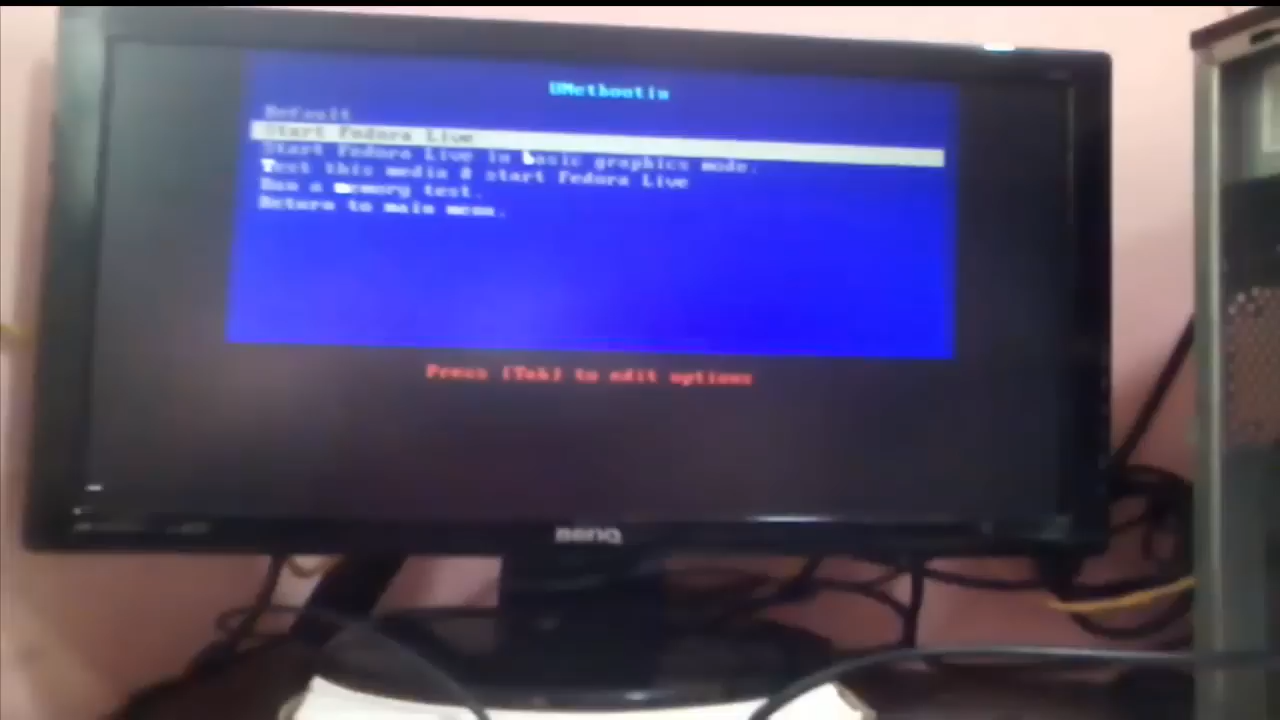 UNetbootin
Default
Start Fedora Live
Start Fedora Live in basic graphics mode.
Test this media & start Fedora Live
Run a memory test.
Return to main menu.
Press [Tab] to edit options
BenQ